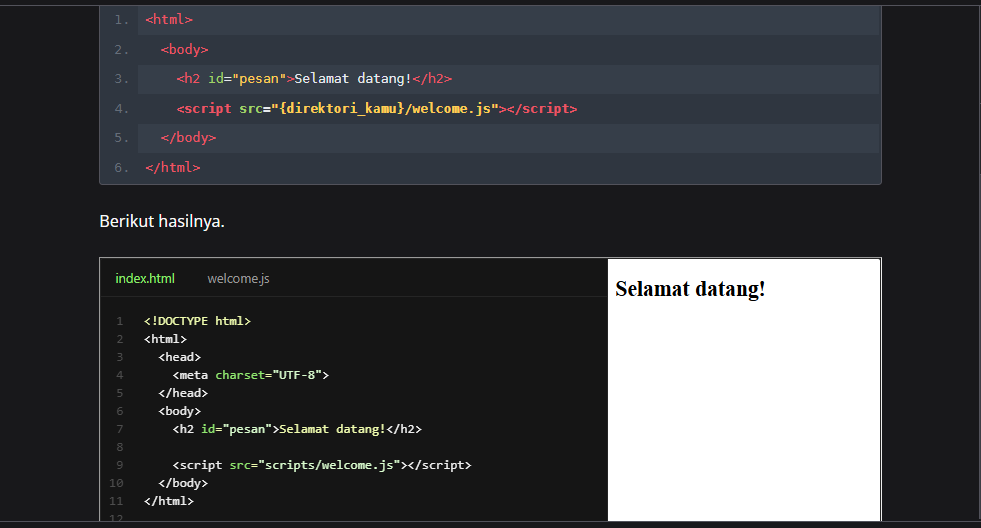 1. <html>
2. <body>
3. <h2 id="pesan">Selamat datang!</h2>
4. <script src="{direktori_kamu}/welcome.js"></script>
5. </body>
6. </html>
Berikut hasilnya.
index.html welcome.js
Selamat datang!
1 <!DOCTYPE html>
2 <html>
3 <head>
4 <meta charset="UTF-8">
5 </head>
6 <body>
7 <h2 id="pesan">Selamat datang!</h2>
8
9 <script src="scripts/welcome.js"></script>
10 </body>
11 </html>
12